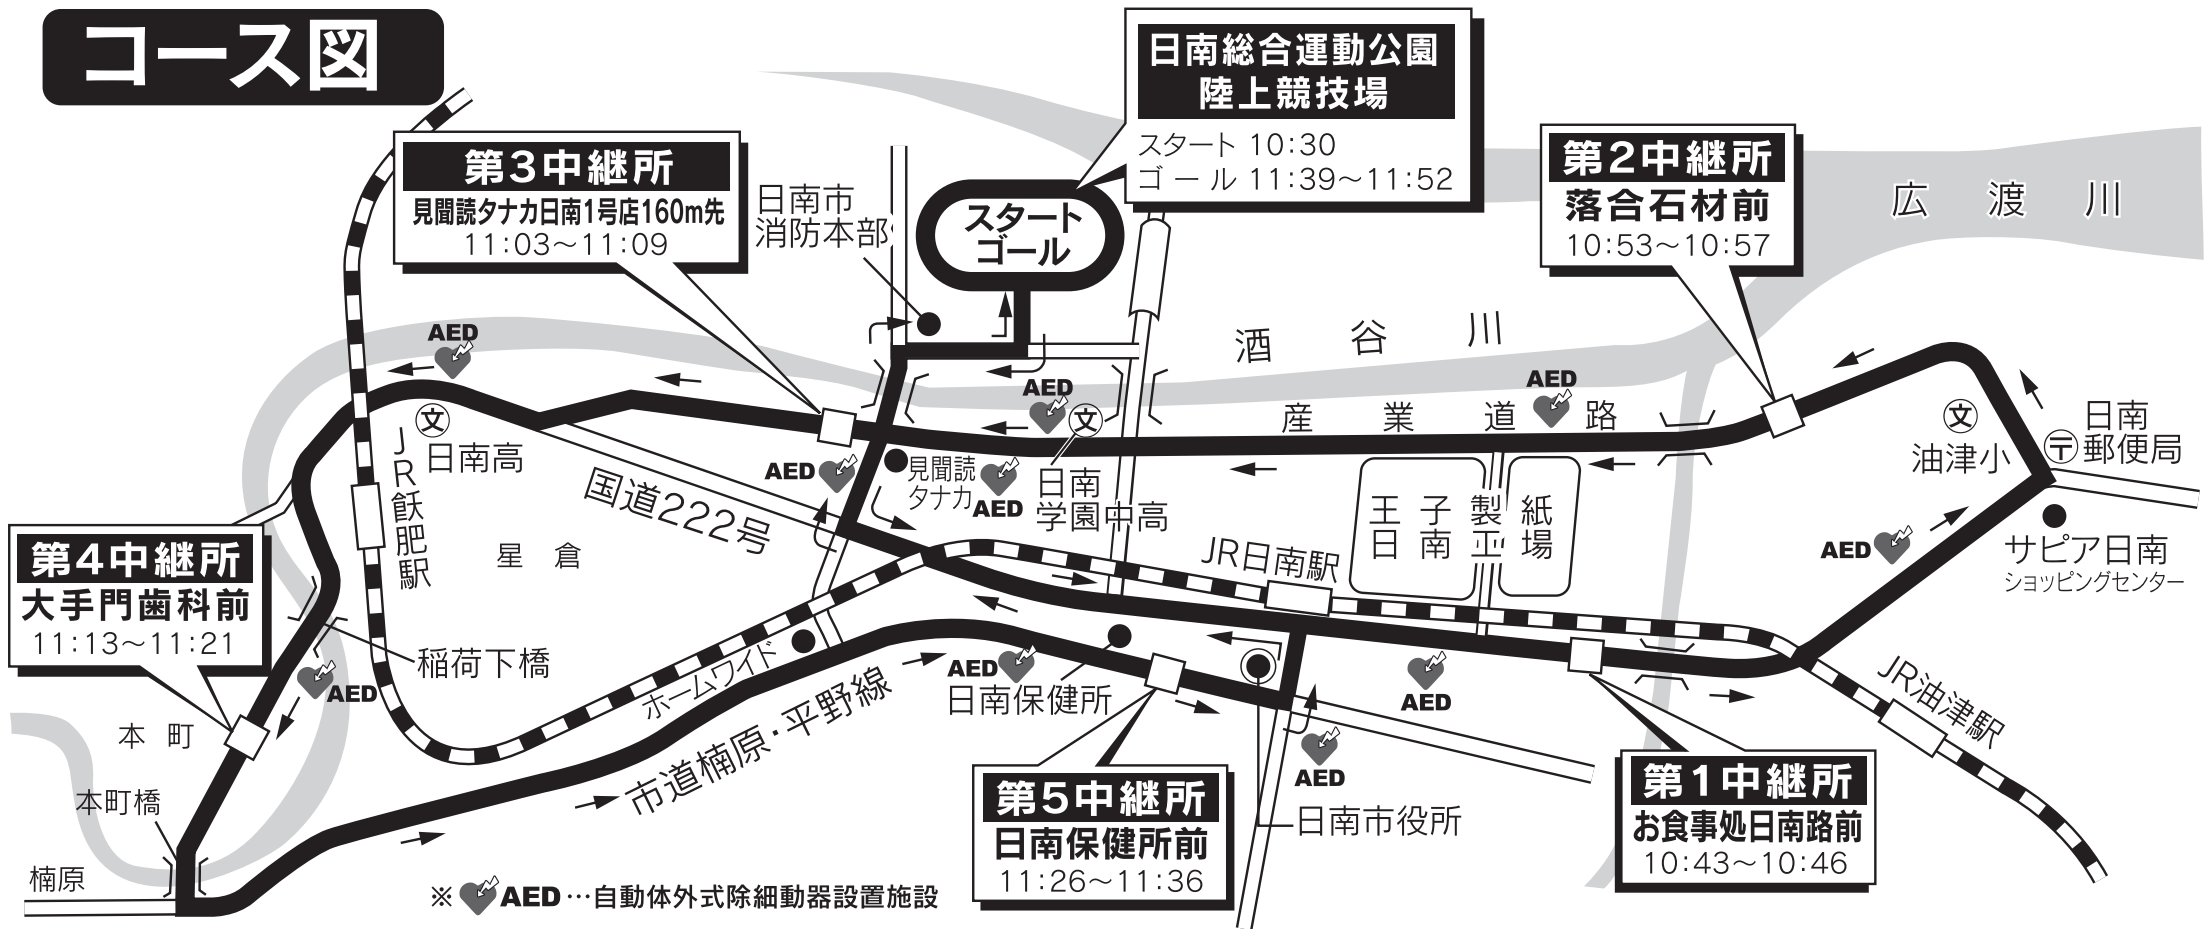 コース図
日南総合運動公園
陸上競技場
スタート 10:30
ゴール 11:39～11:52
第3中継所
見聞読タナカ日南1号店160m先
11:03～11:09
日南市
消防本部
スタート
ゴール
第2中継所
落合石材前
10:53～10:57
広渡川
酒谷川
AED
AED
AED
産業道路
文
日南高
JR飫肥駅
国道222号
星倉
AED
見聞読
タナカ
AED
文
日南
学園中高
王子製紙
日南工場
JR日南駅
文
油津小
日南
郵便局
サピア日南
ショッピングセンター
AED
第4中継所
大手門歯科前
11:13～11:21
稲荷下橋
AED
本町
本町橋
楠原
ホームワイド
市道楠原・平野線
AED
日南保健所
AED
AED
JR油津駅
第5中継所
日南保健所前
11:26～11:36
日南市役所
第1中継所
お食事処日南路前
10:43～10:46
※AED…自動体外式除細動器設置施設